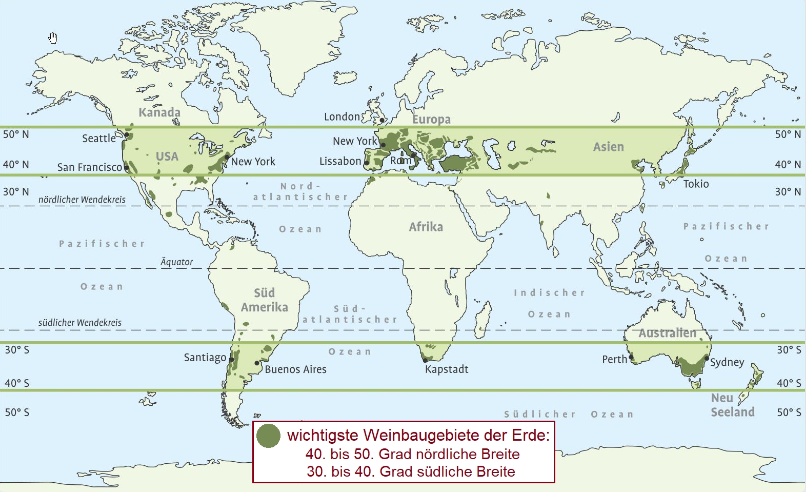 Kanada
London
Europa
50° N
50° N
Seattle
New York
USA
Asien
San Francisco
New York
Lissabon
Rom
40° N
40° N
Tokio
30° N
30° N
nördlicher Wendekreis
Nord-
atlantischer
Ozean
Afrika
Pazifischer
Ozean
Pazifischer
Ozean
Äquator
Süd
Amerika
Süd-
atlantischer
Ozean
Indischer
Ozean
südlicher Wendekreis
Australien
30° S
30° S
Santiago
Buenos Aires
Kapstadt
Perth
Sydney
40° S
40° S
Neu
Seeland
50° S
50° S
Südlicher Ozean
wichtigste Weinbaugebiete der Erde:
40. bis 50. Grad nördliche Breite
30. bis 40. Grad südliche Breite